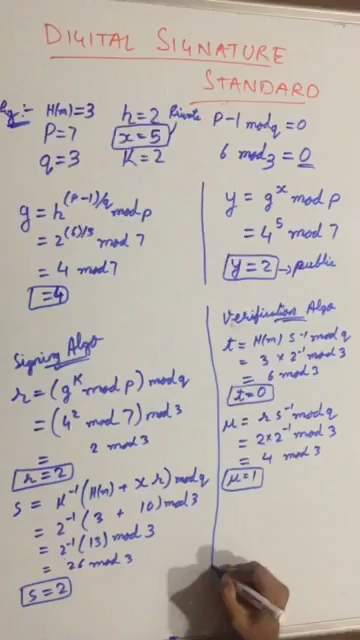 DIGITAL SIGNATURE
STANDARD
Eg:- H(m)=3 h=2 Private P-1 mod q=0
P=7 x=5
q=3 K=2 6 mod 3=0
g=h^(P-1)/q mod p
=2^(6)/3 mod 7
= 4 mod 7
=4
y = g^x mod p
= 4^5 mod 7
y=2 → public
Signing Algo
r = (g^K mod p) mod q
= (4^2 mod 7) mod 3
= 2 mod 3
r=2
s = K^-1 (H(m) + x r) mod q
= 2^-1 (3 + 10) mod 3
= 2^-1 (13) mod 3
= 26 mod 3
s=2
Verification Algo
t = H(m) s^-1 mod q
= 3 × 2^-1 mod 3
= 6 mod 3
t=0
u = r s^-1 mod q
= 2×2^-1 mod 3
= 4 mod 3
u=1